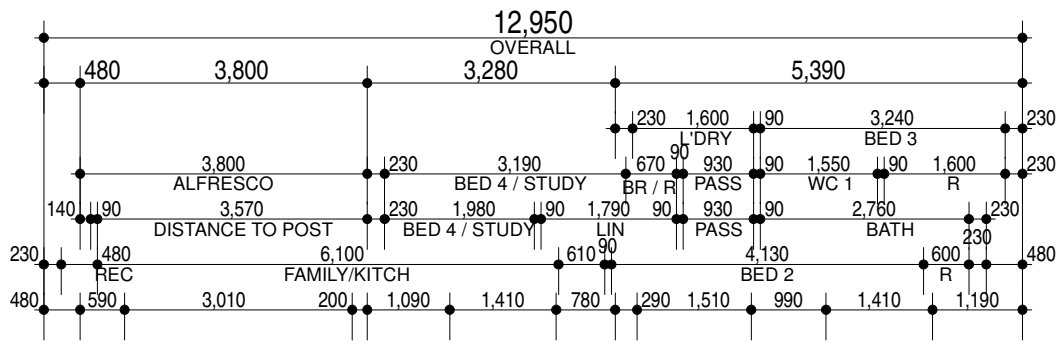 12,950
OVERALL
480 3,800 3,280 5,390
230 1,600 90 3,240 230
L'DRY BED 3
3,800 230 3,190 670 90 930 90 1,550 90 1,600 230
ALFRESCO BED 4 / STUDY BR / R PASS WC 1 R
140 90 3,570 230 1,980 90 1,790 90 930 90 2,760 230
DISTANCE TO POST BED 4 / STUDY LIN PASS BATH
230 480 6,100 610 90 4,130 600 230 480
REC FAMILY/KITCH BED 2 R
480 590 3,010 200 1,090 1,410 780 290 1,510 990 1,410 1,190